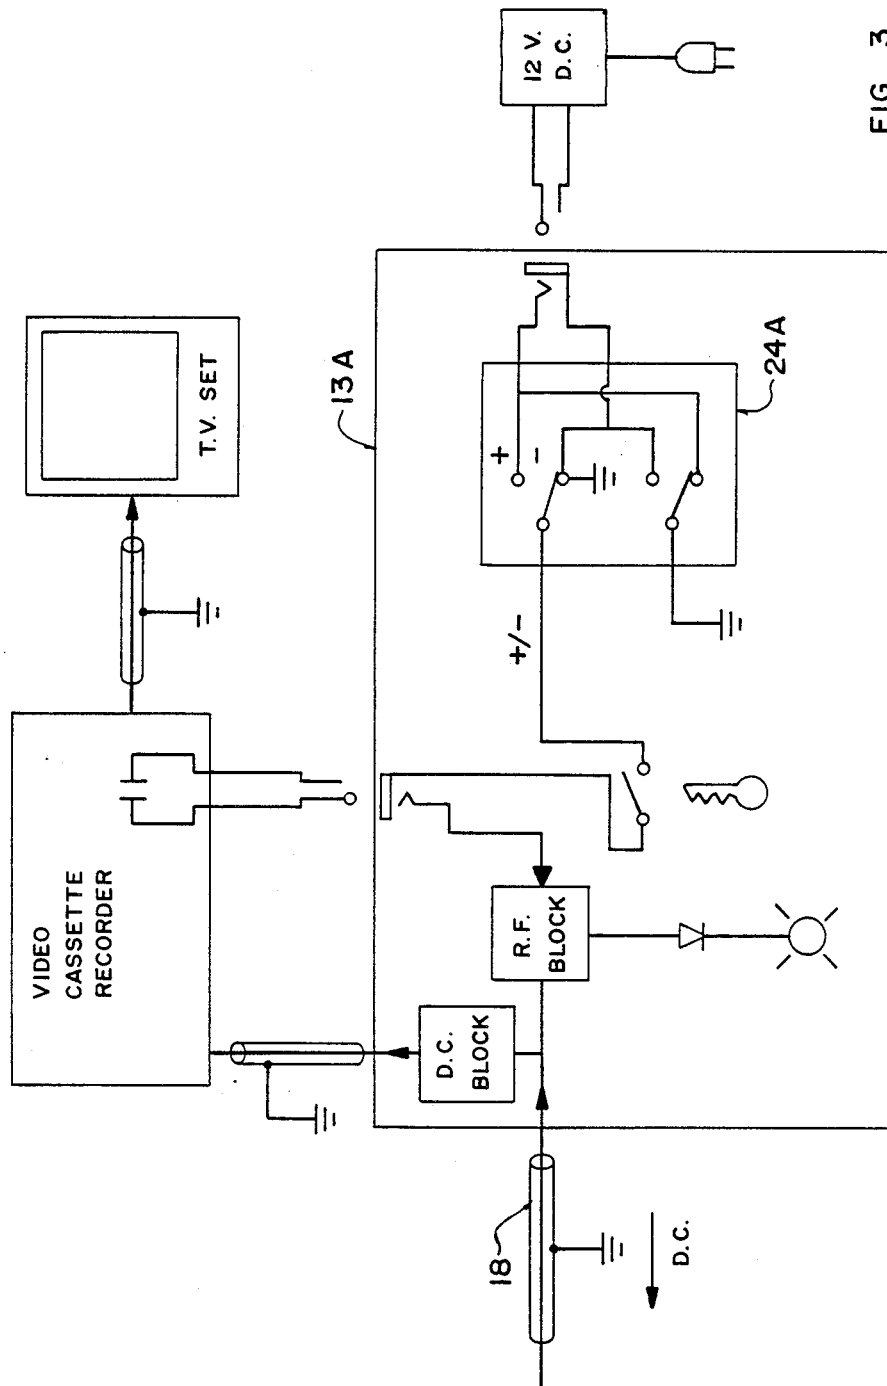 12 V.
D.C.
FIG. 3
T.V. SET
13A
24A
+
-
+/-
VIDEO
CASSETTE
RECORDER
R.F.
BLOCK
D.C.
BLOCK
18
D.C.